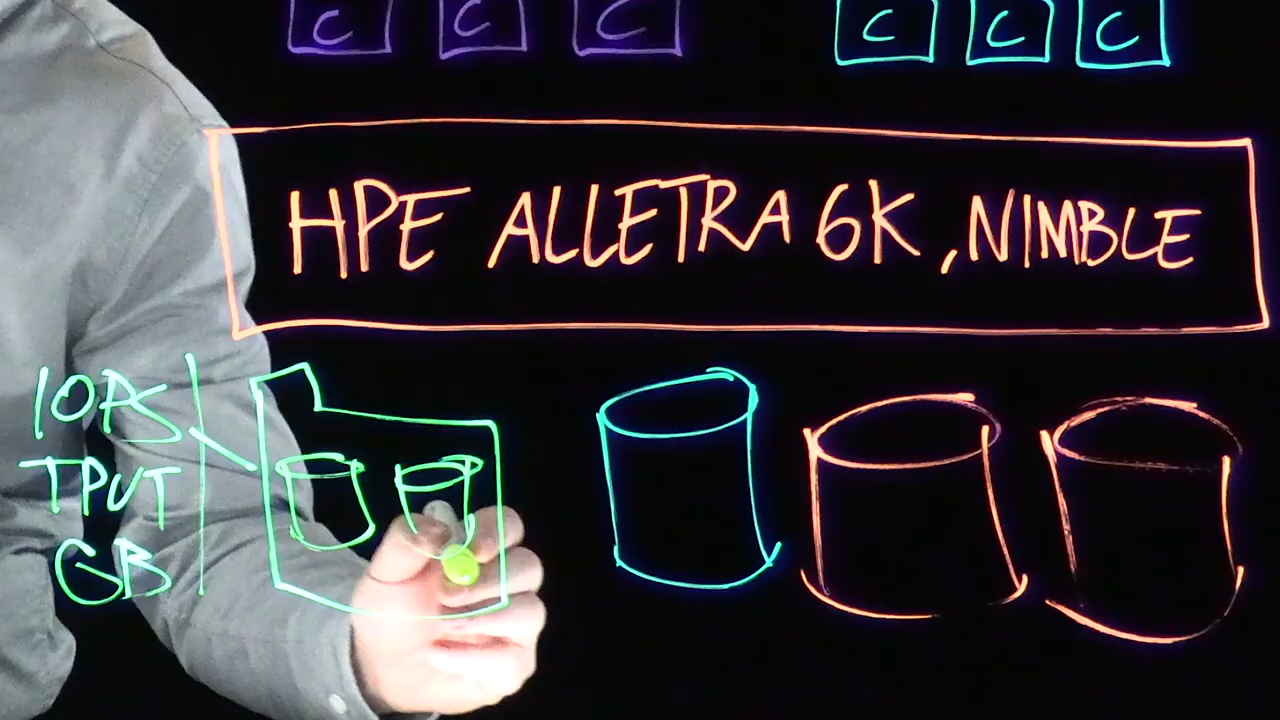 C C C C C C
HPE ALLETRA 6K, NIMBLE
IOPS
TPUT
GB